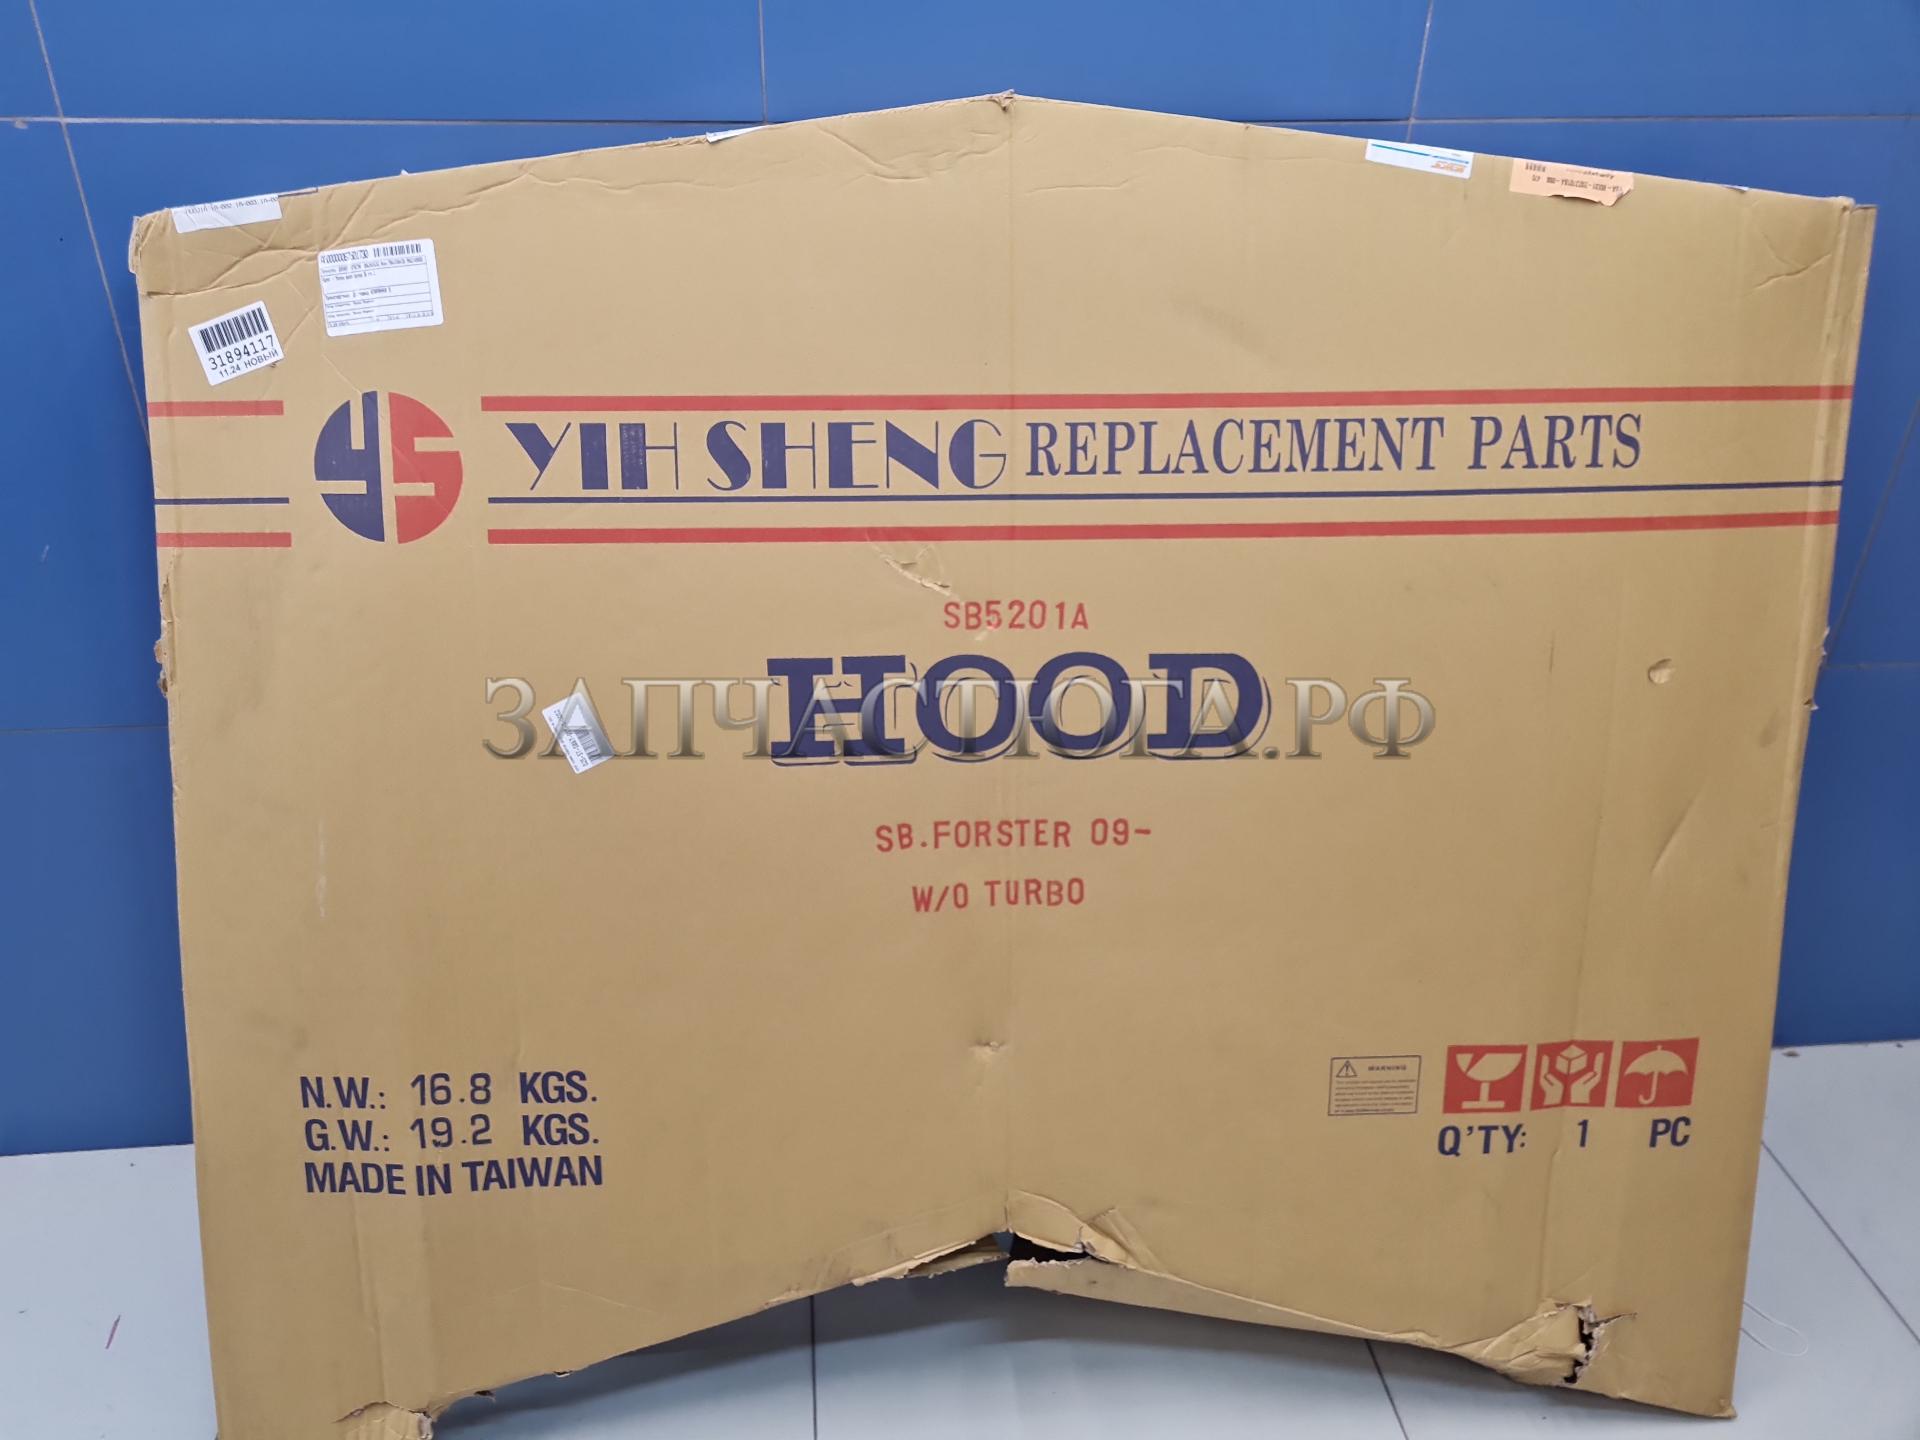 31894117
11.24 НОВЫЙ
YS
YIH SHENG REPLACEMENT PARTS
SB5201A
HOOD
ЗАПЧАСТЮГА.РФ
SB.FORSTER 09-
W/O TURBO
N.W.: 16.8 KGS.
G.W.: 19.2 KGS.
MADE IN TAIWAN
WARNING
Q'TY: 1 PC